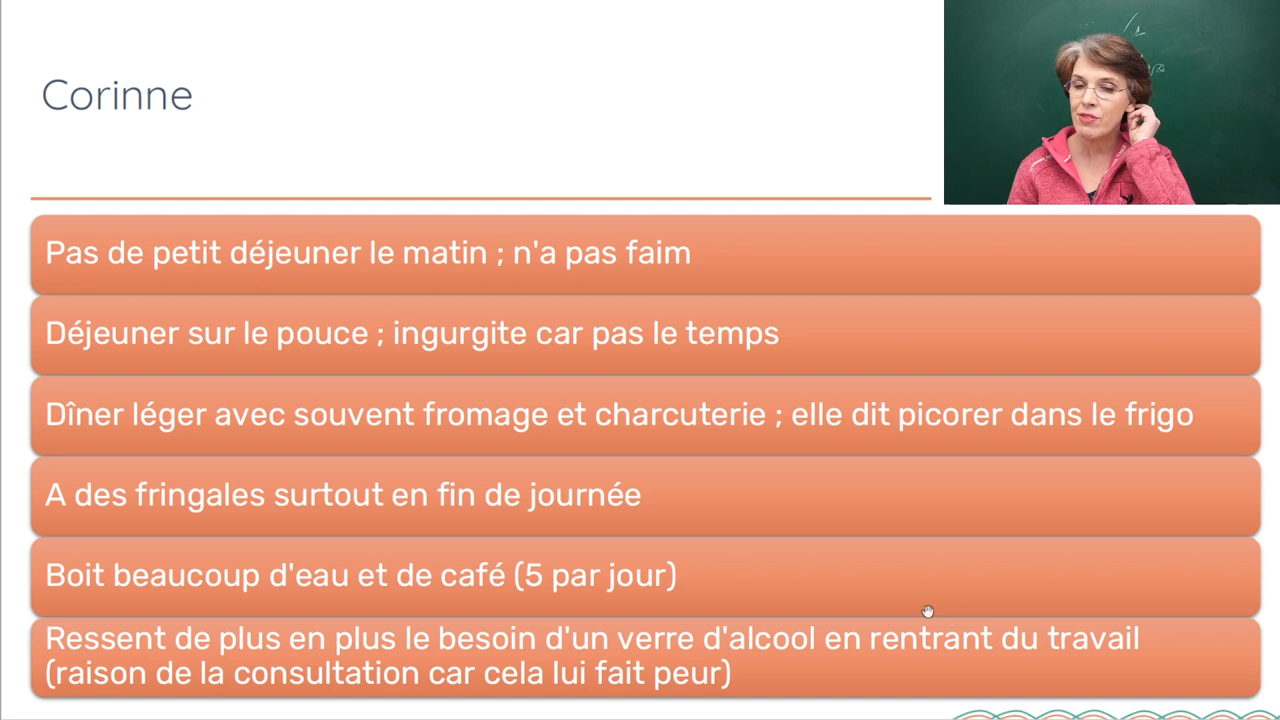 Corinne
Pas de petit déjeuner le matin ; n'a pas faim
Déjeuner sur le pouce ; ingurgite car pas le temps
Dîner léger avec souvent fromage et charcuterie ; elle dit picorer dans le frigo
A des fringales surtout en fin de journée
Boit beaucoup d'eau et de café (5 par jour)
Ressent de plus en plus le besoin d'un verre d'alcool en rentrant du travail
(raison de la consultation car cela lui fait peur)